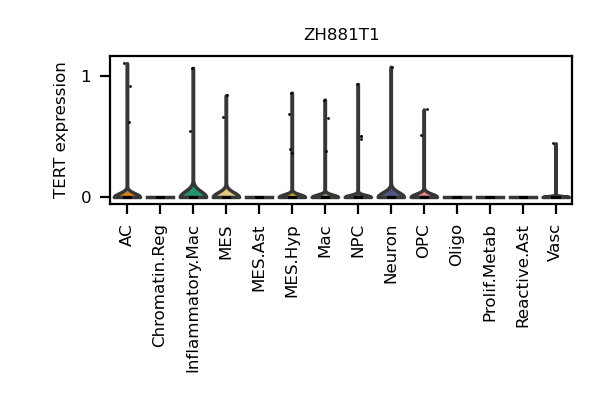 ZH881T1
TERT expression
1
0
AC
Chromatin.Reg
Inflammatory.Mac
MES
MES.Ast
MES.Hyp
Mac
NPC
Neuron
OPC
Oligo
Prolif.Metab
Reactive.Ast
Vasc